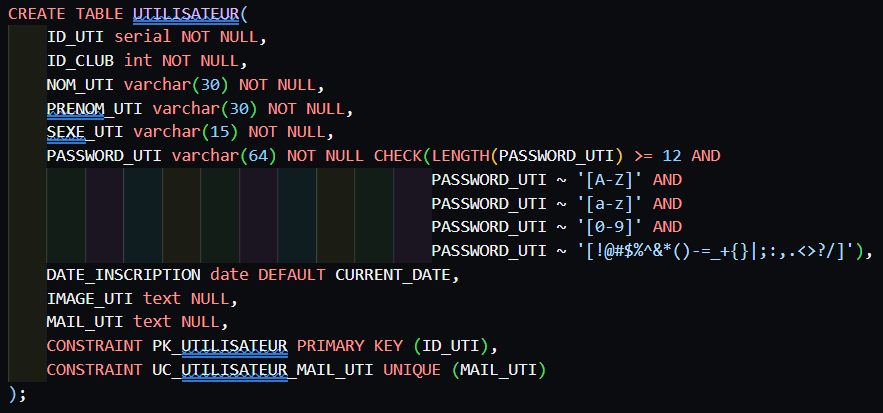 CREATE TABLE UTILISATEUR(
ID_UTI serial NOT NULL,
ID_CLUB int NOT NULL,
NOM_UTI varchar(30) NOT NULL,
PRENOM_UTI varchar(30) NOT NULL,
SEXE_UTI varchar(15) NOT NULL,
PASSWORD_UTI varchar(64) NOT NULL CHECK(LENGTH(PASSWORD_UTI) >= 12 AND
PASSWORD_UTI ~ '[A-Z]' AND
PASSWORD_UTI ~ '[a-z]' AND
PASSWORD_UTI ~ '[0-9]' AND
PASSWORD_UTI ~ '[!@#$%^&*()-=_+{}|;:,.<>?/]'),
DATE_INSCRIPTION date DEFAULT CURRENT_DATE,
IMAGE_UTI text NULL,
MAIL_UTI text NULL,
CONSTRAINT PK_UTILISATEUR PRIMARY KEY (ID_UTI),
CONSTRAINT UC_UTILISATEUR_MAIL_UTI UNIQUE (MAIL_UTI)
);